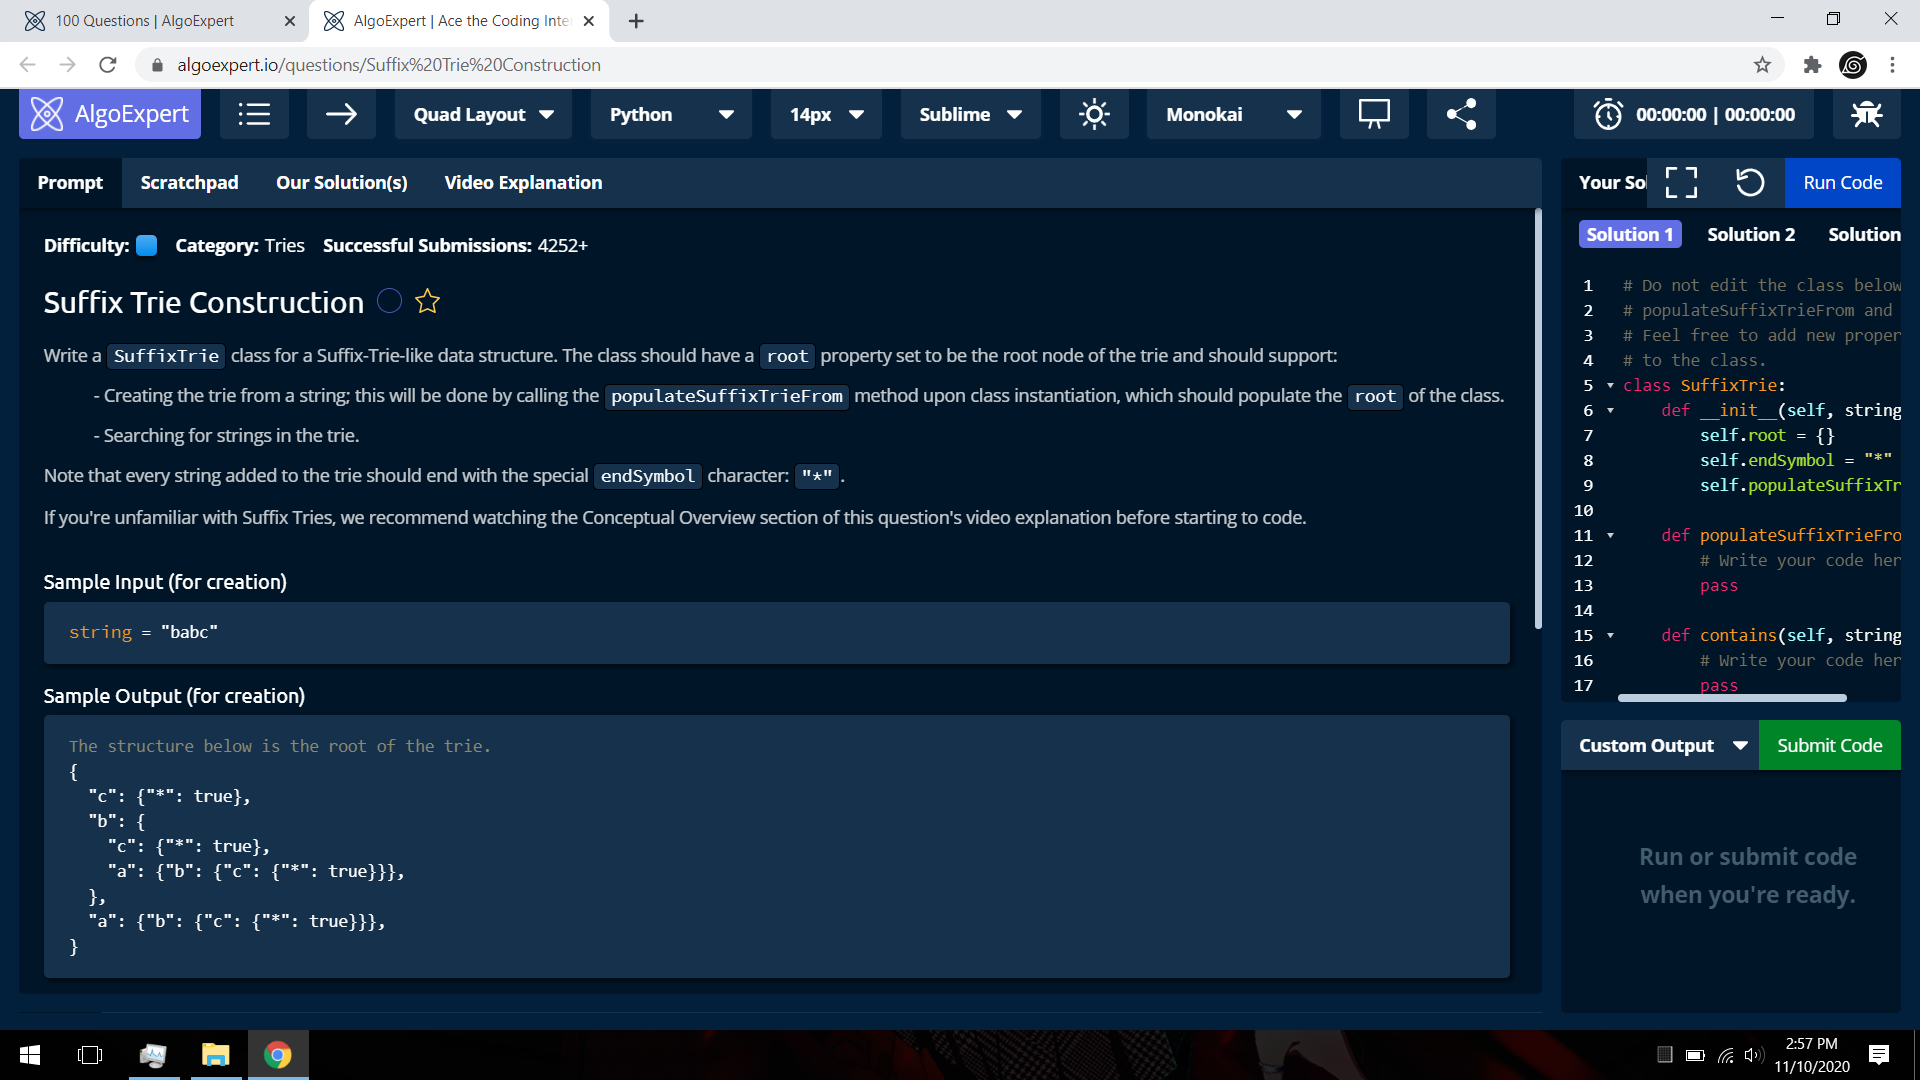 100 Questions | AlgoExpert
AlgoExpert | Ace the Coding Inte
algoexpert.io/questions/Suffix%20Trie%20Construction
AlgoExpert
Quad Layout
Python
14px
Sublime
Monokai
00:00:00 | 00:00:00
Prompt
Scratchpad
Our Solution(s)
Video Explanation
Difficulty:
Category: Tries
Successful Submissions: 4252+
Suffix Trie Construction
Write a SuffixTrie class for a Suffix-Trie-like data structure. The class should have a root property set to be the root node of the trie and should support:
- Creating the trie from a string; this will be done by calling the populateSuffixTrieFrom method upon class instantiation, which should populate the root of the class.
- Searching for strings in the trie.
Note that every string added to the trie should end with the special endSymbol character: "*".
If you're unfamiliar with Suffix Tries, we recommend watching the Conceptual Overview section of this question's video explanation before starting to code.
Sample Input (for creation)
string = "babc"
Sample Output (for creation)
The structure below is the root of the trie.
{
"c": {"*": true},
"b": {
"c": {"*": true},
"a": {"b": {"c": {"*": true}}},
},
"a": {"b": {"c": {"*": true}}},
}
Your Sol
Run Code
Solution 1
Solution 2
Solution
1 # Do not edit the class below
2 # populateSuffixTrieFrom and
3 # Feel free to add new proper
4 # to the class.
5 class SuffixTrie:
6 def __init__(self, string
7 self.root = {}
8 self.endSymbol = "*"
9 self.populateSuffixTr
10
11 def populateSuffixTrieFro
12 # Write your code her
13 pass
14
15 def contains(self, string
16 # Write your code her
17 pass
Custom Output
Submit Code
Run or submit code
when you're ready.
2:57 PM
11/10/2020